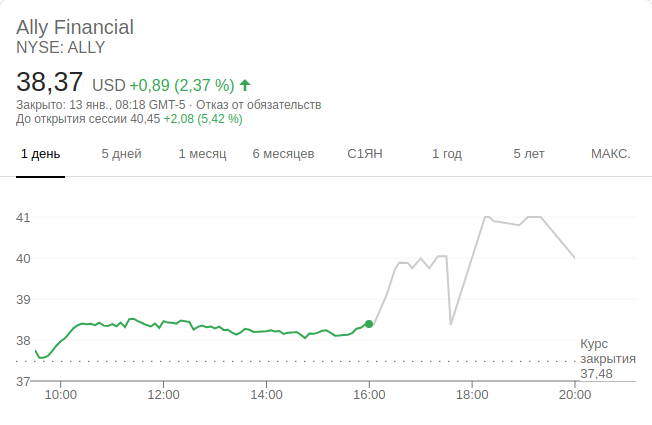 Ally Financial
NYSE: ALLY
38,37 USD +0,89 (2,37 %)
Закрыто: 13 янв., 08:18 GMT-5 · Отказ от обязательств
До открытия сессии 40,45 +2,08 (5,42 %)
1 день 5 дней 1 месяц 6 месяцев С1ЯН 1 год 5 лет МАКС.
41
40
39
38
37
Курс
закрытия
37,48
10:00 12:00 14:00 16:00 18:00 20:00